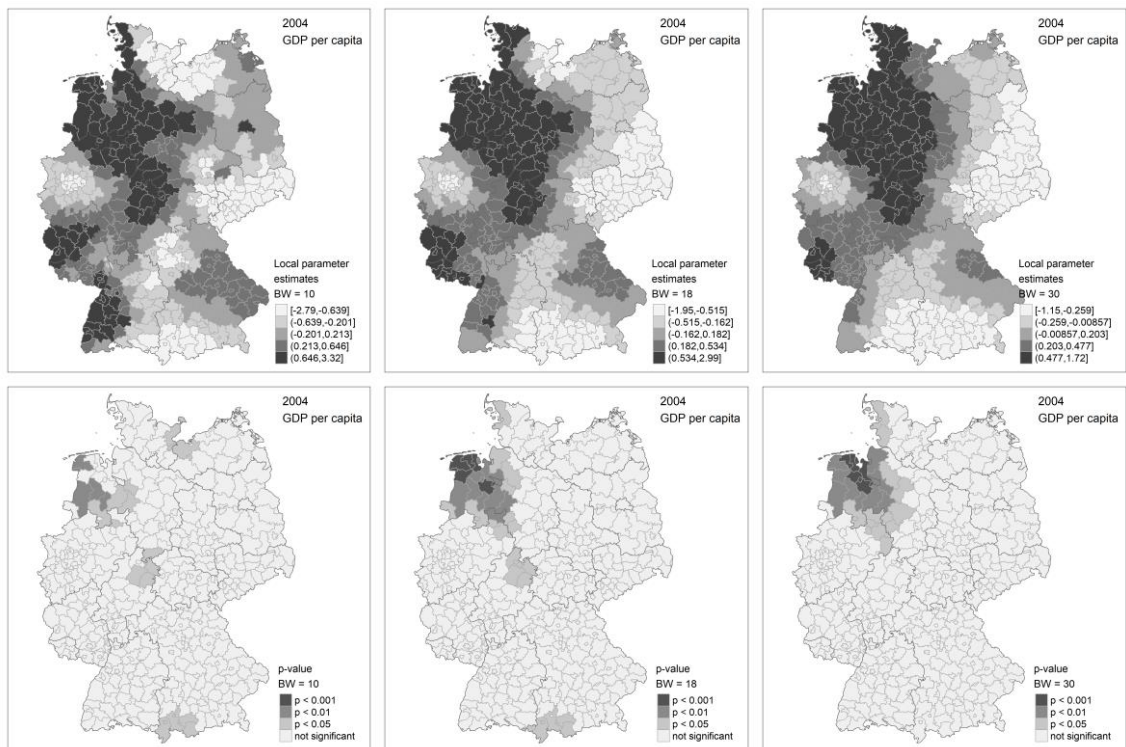 2004
GDP per capita
Local parameter
estimates
BW = 10
[-2.79,-0.639]
(-0.639,-0.201]
(-0.201,0.213]
(0.213,0.646]
(0.646,3.32]
2004
GDP per capita
Local parameter
estimates
BW = 18
[-1.95,-0.515]
(-0.515,-0.162]
(-0.162,0.182]
(0.182,0.534]
(0.534,2.99]
2004
GDP per capita
Local parameter
estimates
BW = 30
[-1.15,-0.259]
(-0.259,-0.00857]
(-0.00857,0.203]
(0.203,0.477]
(0.477,1.72]
2004
GDP per capita
p-value
BW = 10
p < 0.001
p < 0.01
p < 0.05
not significant
2004
GDP per capita
p-value
BW = 18
p < 0.001
p < 0.01
p < 0.05
not significant
2004
GDP per capita
p-value
BW = 30
p < 0.001
p < 0.01
p < 0.05
not significant